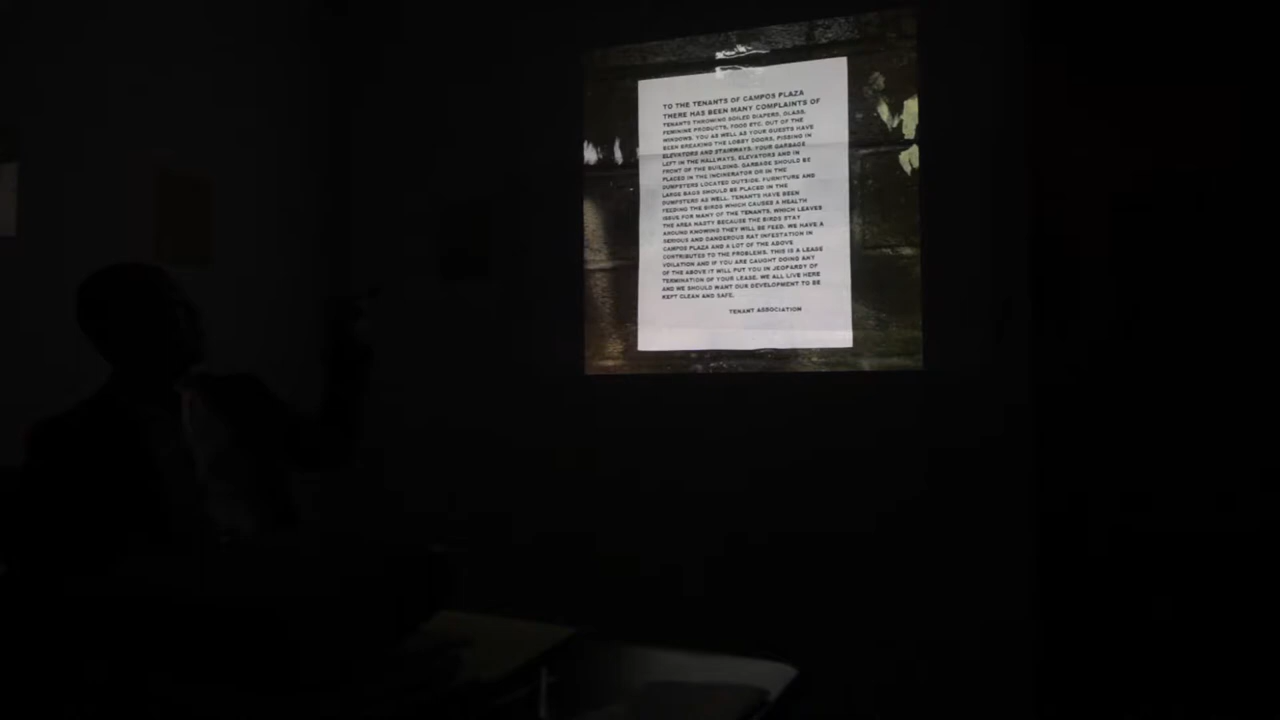 TO THE TENANTS OF CAMPOS PLAZA
THERE HAS BEEN MANY COMPLAINTS OF
TENANTS THROWING SOILED DIAPERS, GLASS,
FEMININE PRODUCTS, FOOD ETC. OUT OF THE
WINDOWS. YOU AS WELL AS YOUR GUESTS HAVE
BEEN BREAKING THE LOBBY DOORS, PISSING IN
ELEVATORS AND STAIRWAYS. YOUR GARBAGE
LEFT IN THE HALLWAYS, ELEVATORS AND IN
FRONT OF THE BUILDING. GARBAGE SHOULD BE
PLACED IN THE INCINERATOR OR IN THE
DUMPSTERS LOCATED OUTSIDE. FURNITURE AND
LARGE BAGS SHOULD BE PLACED IN THE
DUMPSTERS AS WELL. TENANTS HAVE BEEN
FEEDING THE BIRDS WHICH CAUSES A HEALTH
ISSUE FOR MANY OF THE TENANTS, WHICH LEAVES
THE AREA NASTY BECAUSE THE BIRDS STAY
AROUND KNOWING THEY WILL BE FEED. WE HAVE A
SERIOUS AND DANGEROUS RAT INFESTATION IN
CAMPOS PLAZA AND A LOT OF THE ABOVE
CONTRIBUTED TO THE PROBLEMS. THIS IS A LEASE
VOILATION AND IF YOU ARE CAUGHT DOING ANY
OF THE ABOVE IT WILL PUT YOU IN JEOPARDY OF
TERMINATION OF YOUR LEASE. WE ALL LIVE HERE
AND WE SHOULD WANT OUR DEVELOPMENT TO BE
KEPT CLEAN AND SAFE.
TENANT ASSOCIATION